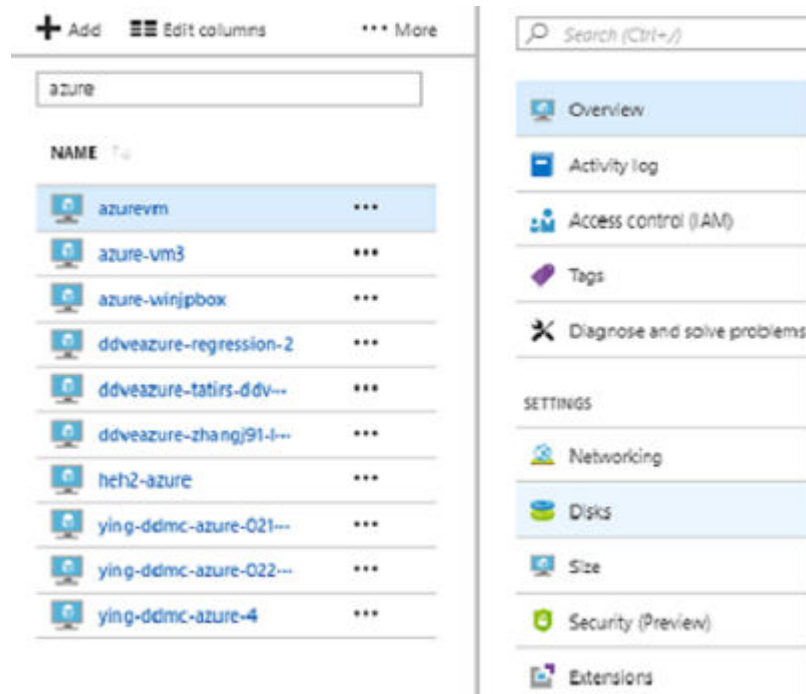 Add Edit columns More
azure
NAME
azurevm
azure-vm3
azure-winjpbox
ddveazure-regression-2
ddveazure-tatirs-ddv---
ddveazure-zhangj91-l---
heh2-azure
ying-ddmc-azure-021---
ying-ddmc-azure-022---
ying-ddmc-azure-4
Search (Ctrl+/)
Overview
Activity log
Access control (IAM)
Tags
Diagnose and solve problems
SETTINGS
Networking
Disks
Size
Security (Preview)
Extensions